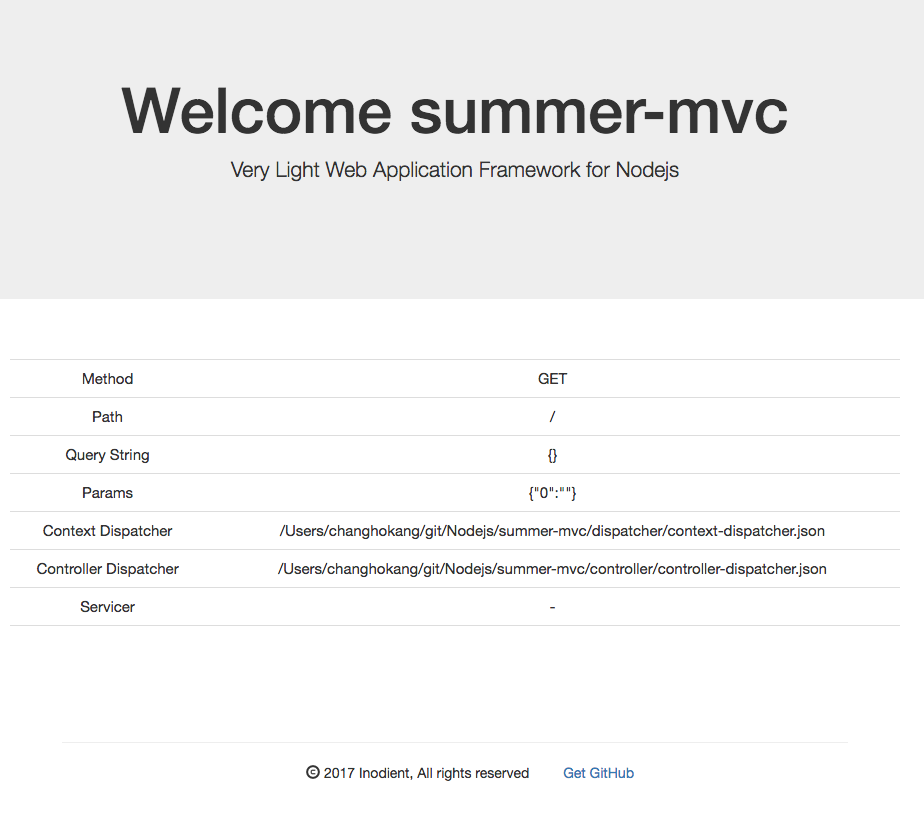 Welcome summer-mvc
Very Light Web Application Framework for Nodejs
Method GET
Path /
Query String {}
Params {"0":""}
Context Dispatcher /Users/changhokang/git/Nodejs/summer-mvc/dispatcher/context-dispatcher.json
Controller Dispatcher /Users/changhokang/git/Nodejs/summer-mvc/controller/controller-dispatcher.json
Servicer -
© 2017 Inodient, All rights reserved Get GitHub